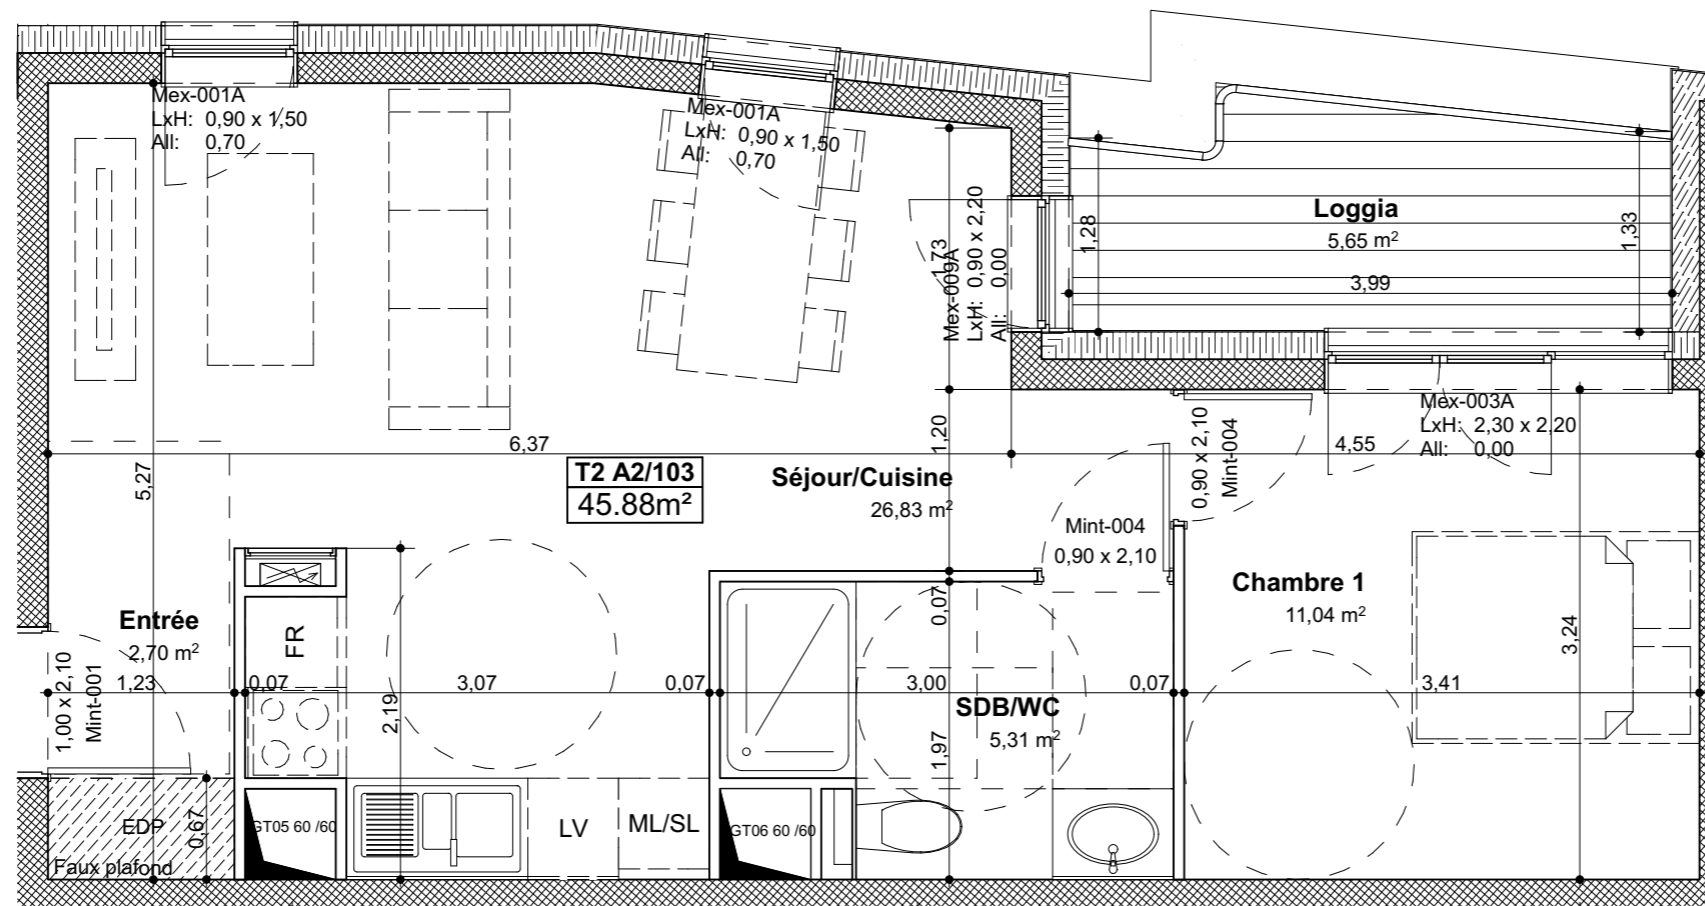 Mex-001A
LxH: 0,90 x 1,50
All: 0,70
Mex-001A
LxH: 0,90 x 1,50
All: 0,70
Mex-009A
LxH: 0,90 x 2,20
All: 0,00
1,73
1,28
Loggia
5,65 m²
1,33
3,99
Mex-003A
LxH: 2,30 x 2,20
All: 0,00
0,90 x 2,10
Mint-004
1,20
6,37
4,55
5,27
T2 A2/103
45.88m²
Séjour/Cuisine
26,83 m²
Mint-004
0,90 x 2,10
Chambre 1
11,04 m²
3,24
Entrée
2,70 m²
1,23
1,00 x 2,10
Mint-001
FR
0,07
3,07
2,19
0,07
0,07
3,00
SDB/WC
5,31 m²
1,97
0,07
3,41
EDP
0,67
Faux plafond
GT05 60 /60
LV
ML/SL
GT06 60 /60